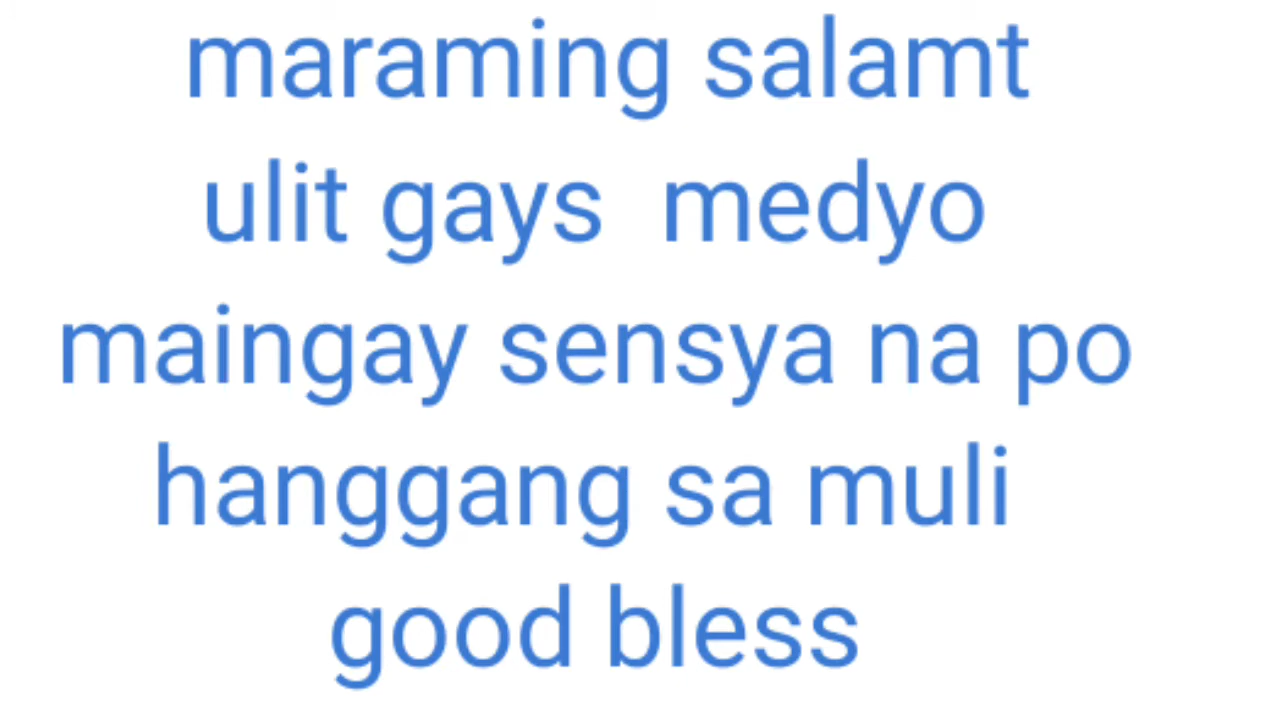 maraming salamt
ulit gays  medyo
maingay sensya na po
hanggang sa muli
good bless